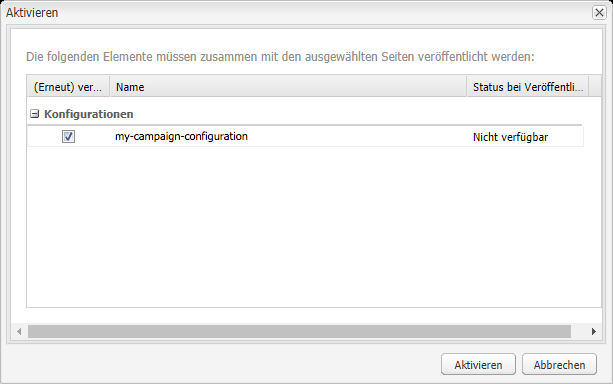 Aktivieren
Die folgenden Elemente müssen zusammen mit den ausgewählten Seiten veröffentlicht werden:
(Erneut) ver... Name Status bei Veröffentli...
Konfigurationen
my-campaign-configuration Nicht verfügbar
Aktivieren Abbrechen